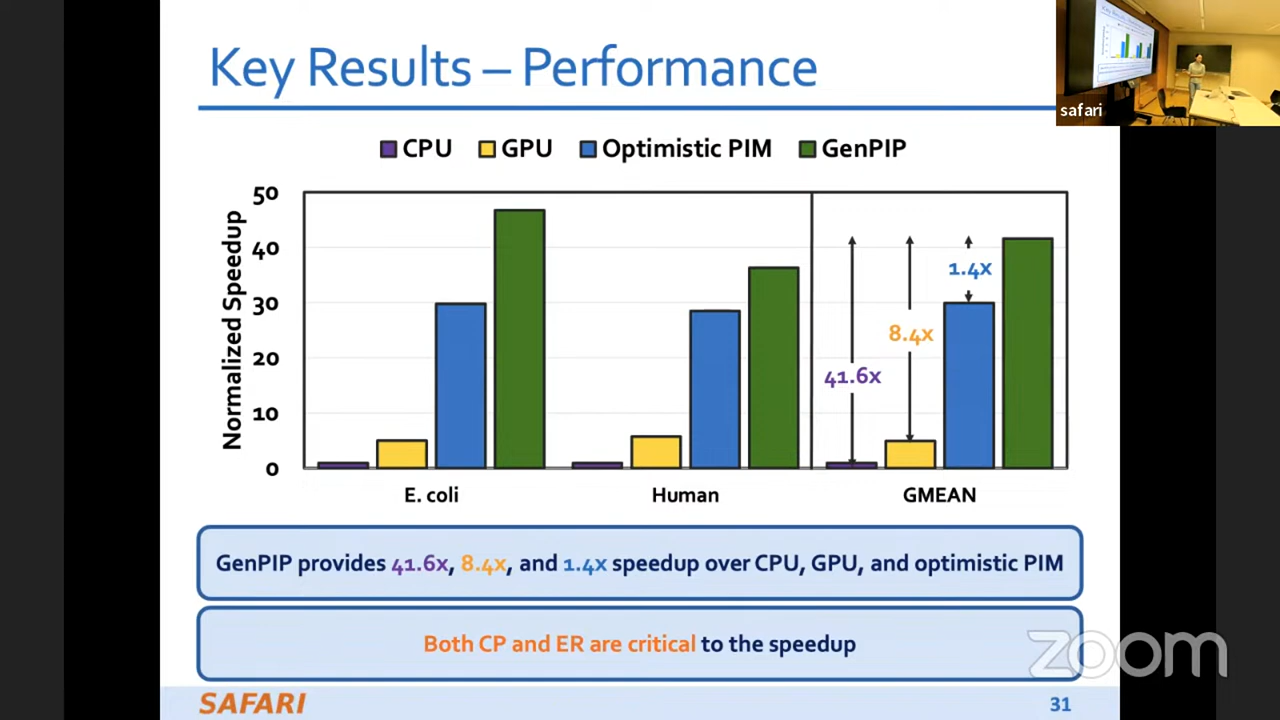 Key Results – Performance
safari
CPU GPU Optimistic PIM GenPIP
Normalized Speedup
50
40
30
20
10
0
1.4x
8.4x
41.6x
E. coli Human GMEAN
GenPIP provides 41.6x, 8.4x, and 1.4x speedup over CPU, GPU, and optimistic PIM
Both CP and ER are critical to the speedup
zoom
SAFARI
31